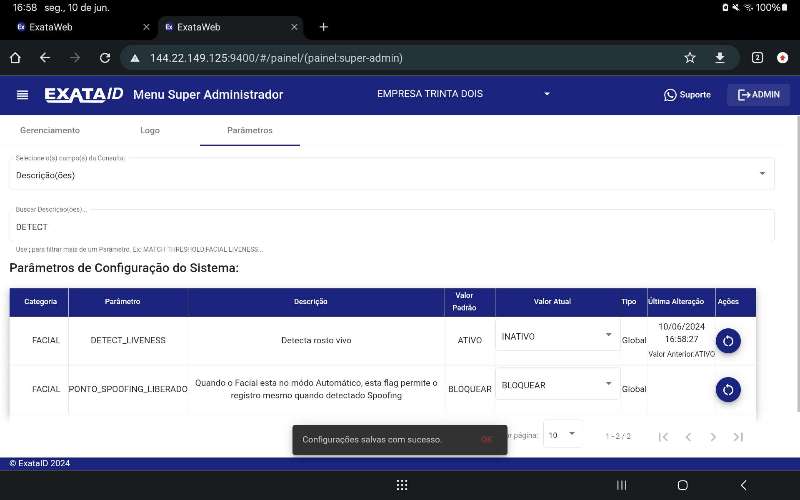 16:58 seg., 10 de jun. 100%
Ex ExataWeb Ex ExataWeb
144.22.149.125:9400/#/painel/(painel:super-admin) 2
EXATAID Menu Super Administrador EMPRESA TRINTA DOIS Suporte ADMIN
Gerenciamento Logo Parâmetros
Selecione o(s) campo(s) da Consulta:
Descrição(ões)
Buscar Descrição(ões)...
DETECT
Use ; para filtrar mais de um Parâmetro. Ex: MATCH THRESHOLD;FACIAL LIVENESS...
Parâmetros de Configuração do Sistema:
Categoria Parâmetro Descrição Valor Padrão Valor Atual Tipo Última Alteração Ações
FACIAL DETECT_LIVENESS Detecta rosto vivo ATIVO INATIVO Global 10/06/2024
16:58:27
Valor Anterior:ATIVO
FACIAL PONTO_SPOOFING_LIBERADO Quando o Facial esta no módo Automático, esta flag permite o
registro mesmo quando detectado Spoofing BLOQUEAR BLOQUEAR Global
Configurações salvas com sucesso. OK página: 10 1 - 2 / 2
© ExataID 2024